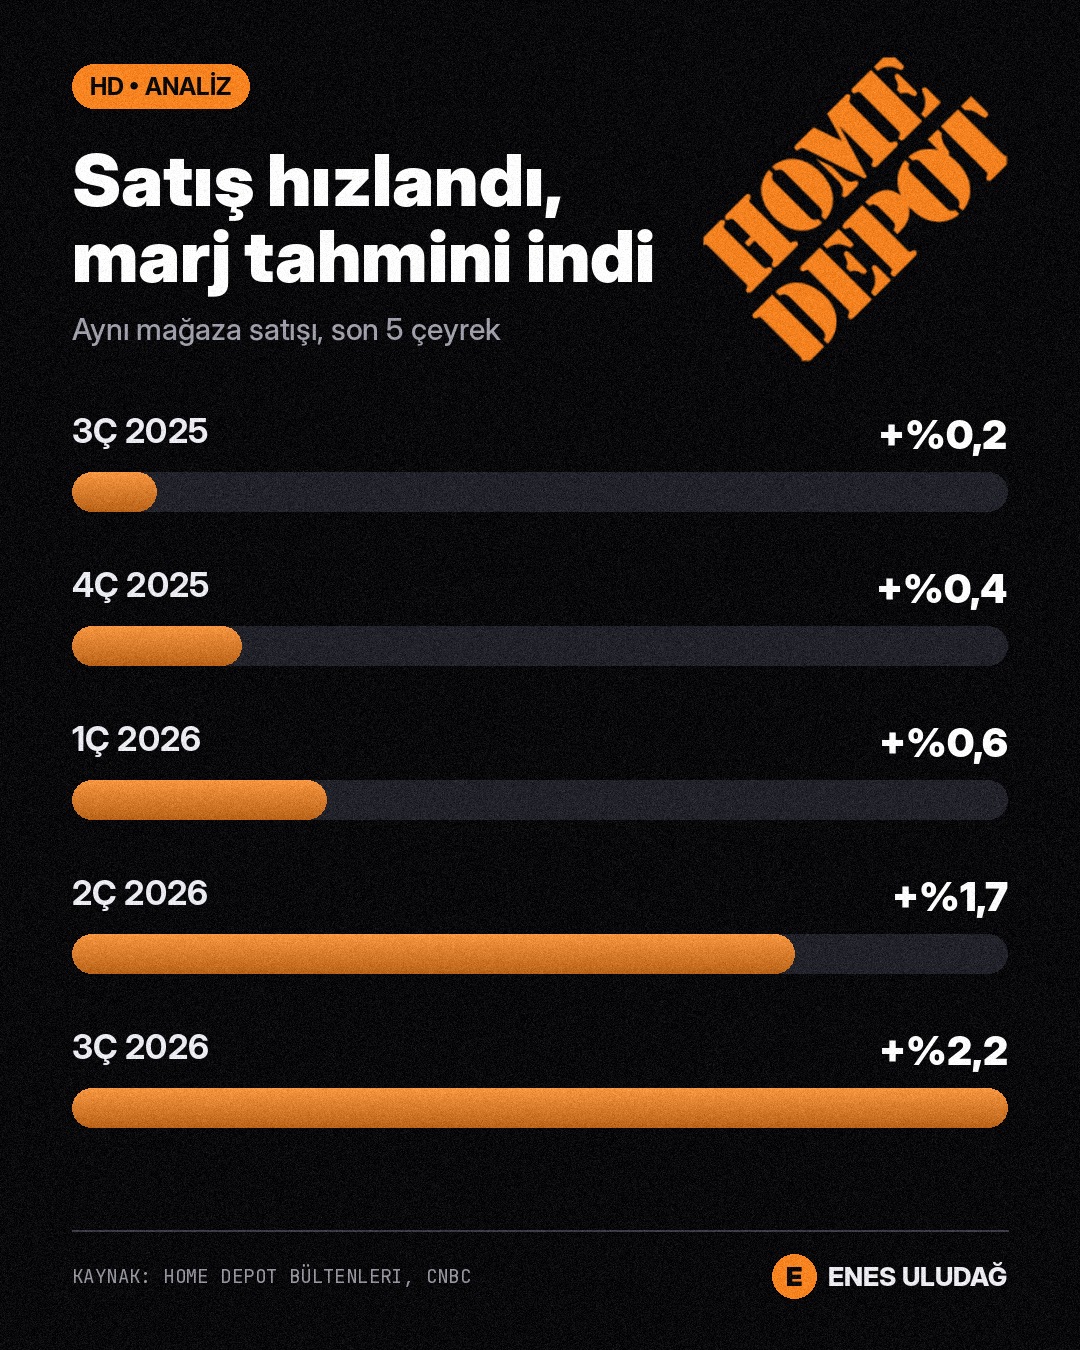 HD • ANALİZ
HOME
DEPOT
Satış hızlandı,
marj tahmini indi
Aynı mağaza satışı, son 5 çeyrek
3Ç 2025 +%0,2
4Ç 2025 +%0,4
1Ç 2026 +%0,6
2Ç 2026 +%1,7
3Ç 2026 +%2,2
KAYNAK: HOME DEPOT BÜLTENLERI, CNBC
E ENES ULUDAĞ